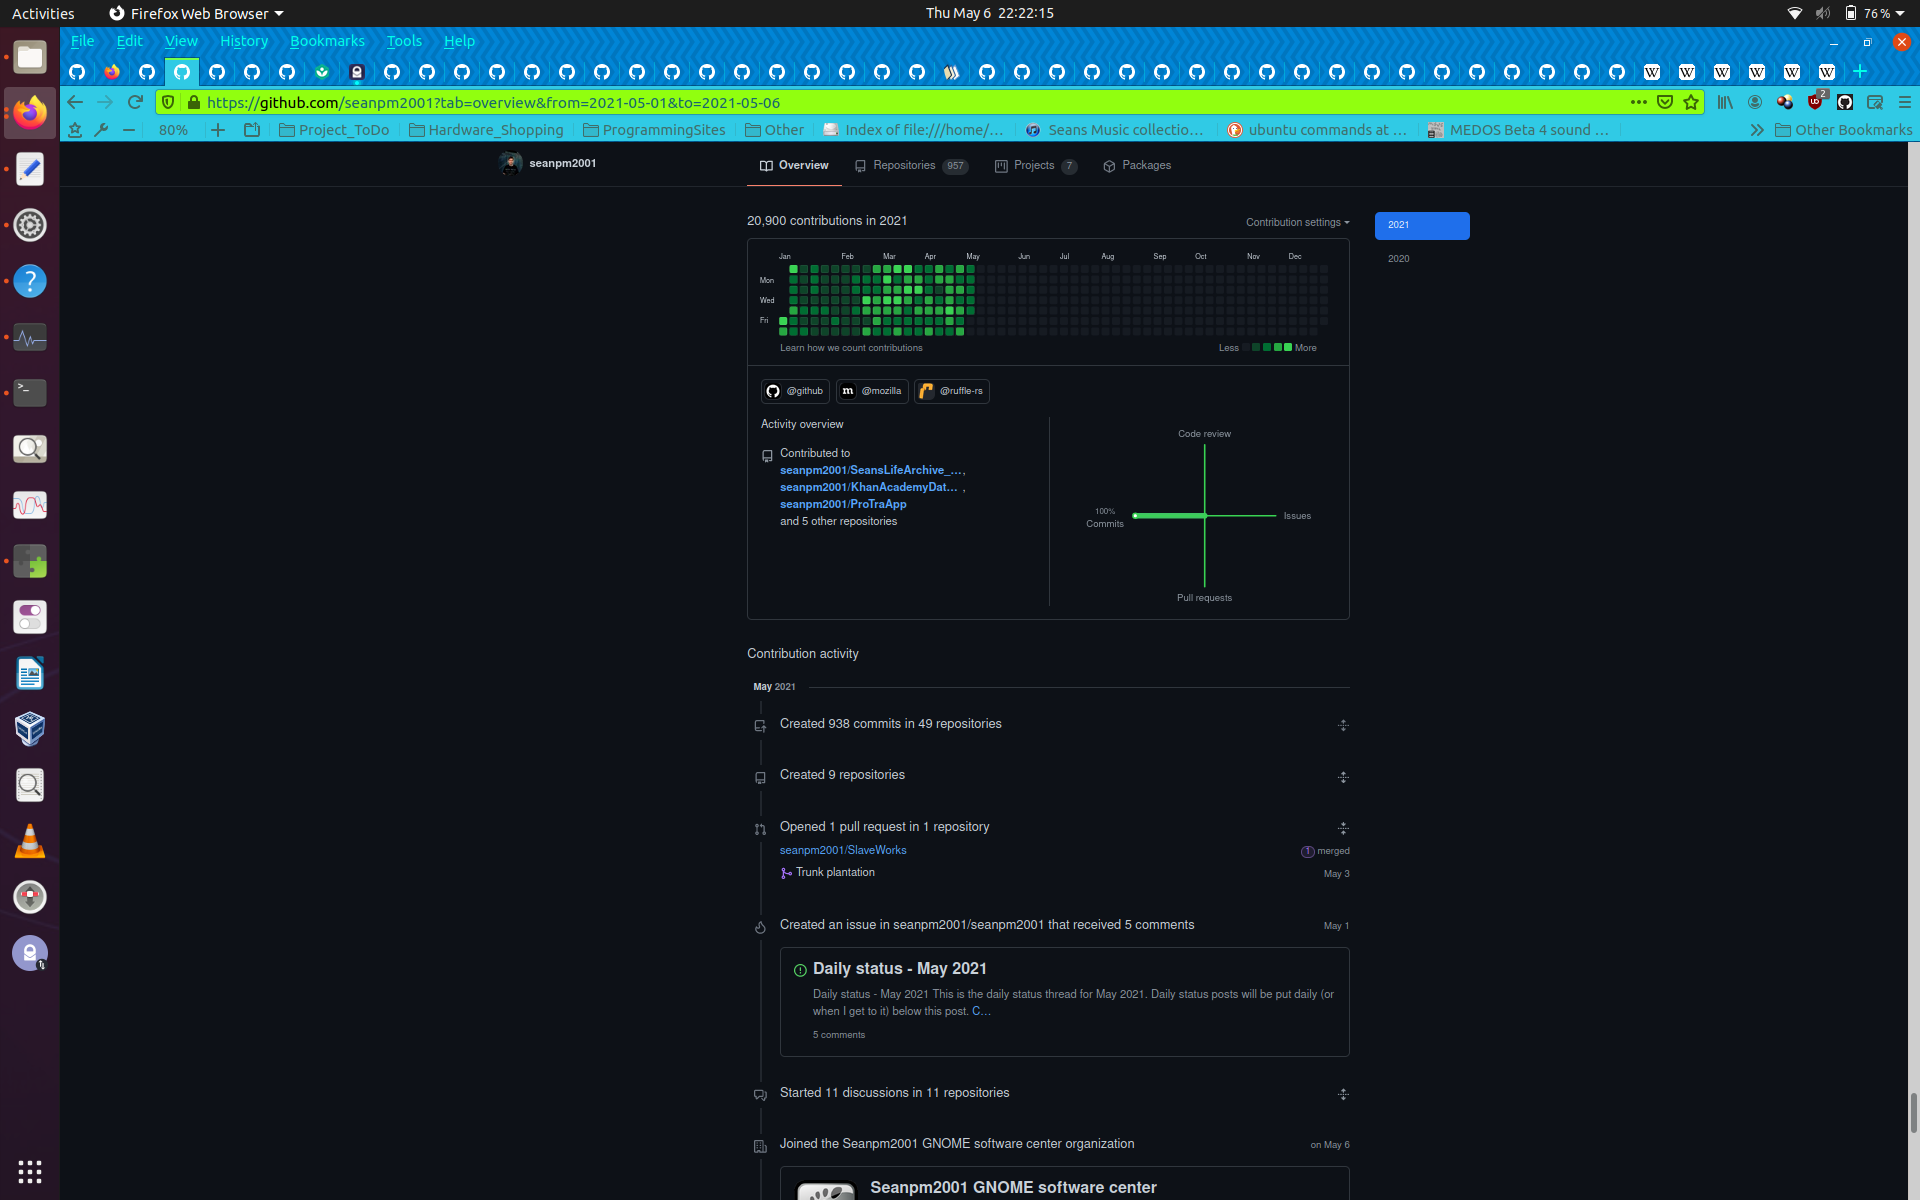 Activities
Firefox Web Browser
Thu May 6 22:22:15
76 %
File Edit View History Bookmarks Tools Help
https://github.com/seanpm2001?tab=overview&from=2021-05-01&to=2021-05-06
2
80%
Project_ToDo
Hardware_Shopping
ProgrammingSites
Other
Index of file:///home/...
Seans Music collectio...
ubuntu commands at ...
MEDOS Beta 4 sound ...
Other Bookmarks
seanpm2001
Overview
Repositories 957
Projects 7
Packages
20,900 contributions in 2021
Contribution settings
2021
2020
Jan Feb Mar Apr May Jun Jul Aug Sep Oct Nov Dec
Mon
Wed
Fri
Learn how we count contributions
Less More
@github
@mozilla
@ruffle-rs
Activity overview
Contributed to
seanpm2001/SeansLifeArchive_...,
seanpm2001/KhanAcademyDat... ,
seanpm2001/ProTraApp
and 5 other repositories
Code review
100%
Commits
Issues
Pull requests
Contribution activity
May 2021
Created 938 commits in 49 repositories
Created 9 repositories
Opened 1 pull request in 1 repository
seanpm2001/SlaveWorks
1 merged
Trunk plantation
May 3
Created an issue in seanpm2001/seanpm2001 that received 5 comments
May 1
Daily status - May 2021
Daily status - May 2021 This is the daily status thread for May 2021. Daily status posts will be put daily (or
when I get to it) below this post. C...
5 comments
Started 11 discussions in 11 repositories
Joined the Seanpm2001 GNOME software center organization
on May 6
Seanpm2001 GNOME software center